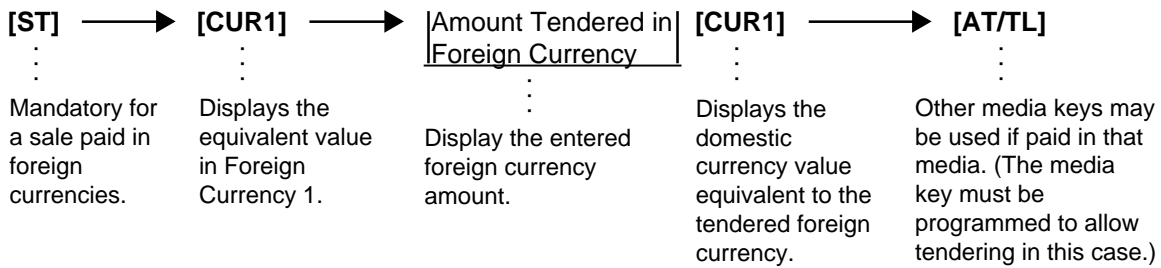 [ST] [CUR1] Amount Tendered in Foreign Currency [CUR1] [AT/TL]
Mandatory for
a sale paid in
foreign
currencies.
Displays the
equivalent value
in Foreign
Currency 1.
Display the entered
foreign currency
amount.
Displays the
domestic
currency value
equivalent to the
tendered foreign
currency.
Other media keys may
be used if paid in that
media. (The media
key must be
programmed to allow
tendering in this case.)